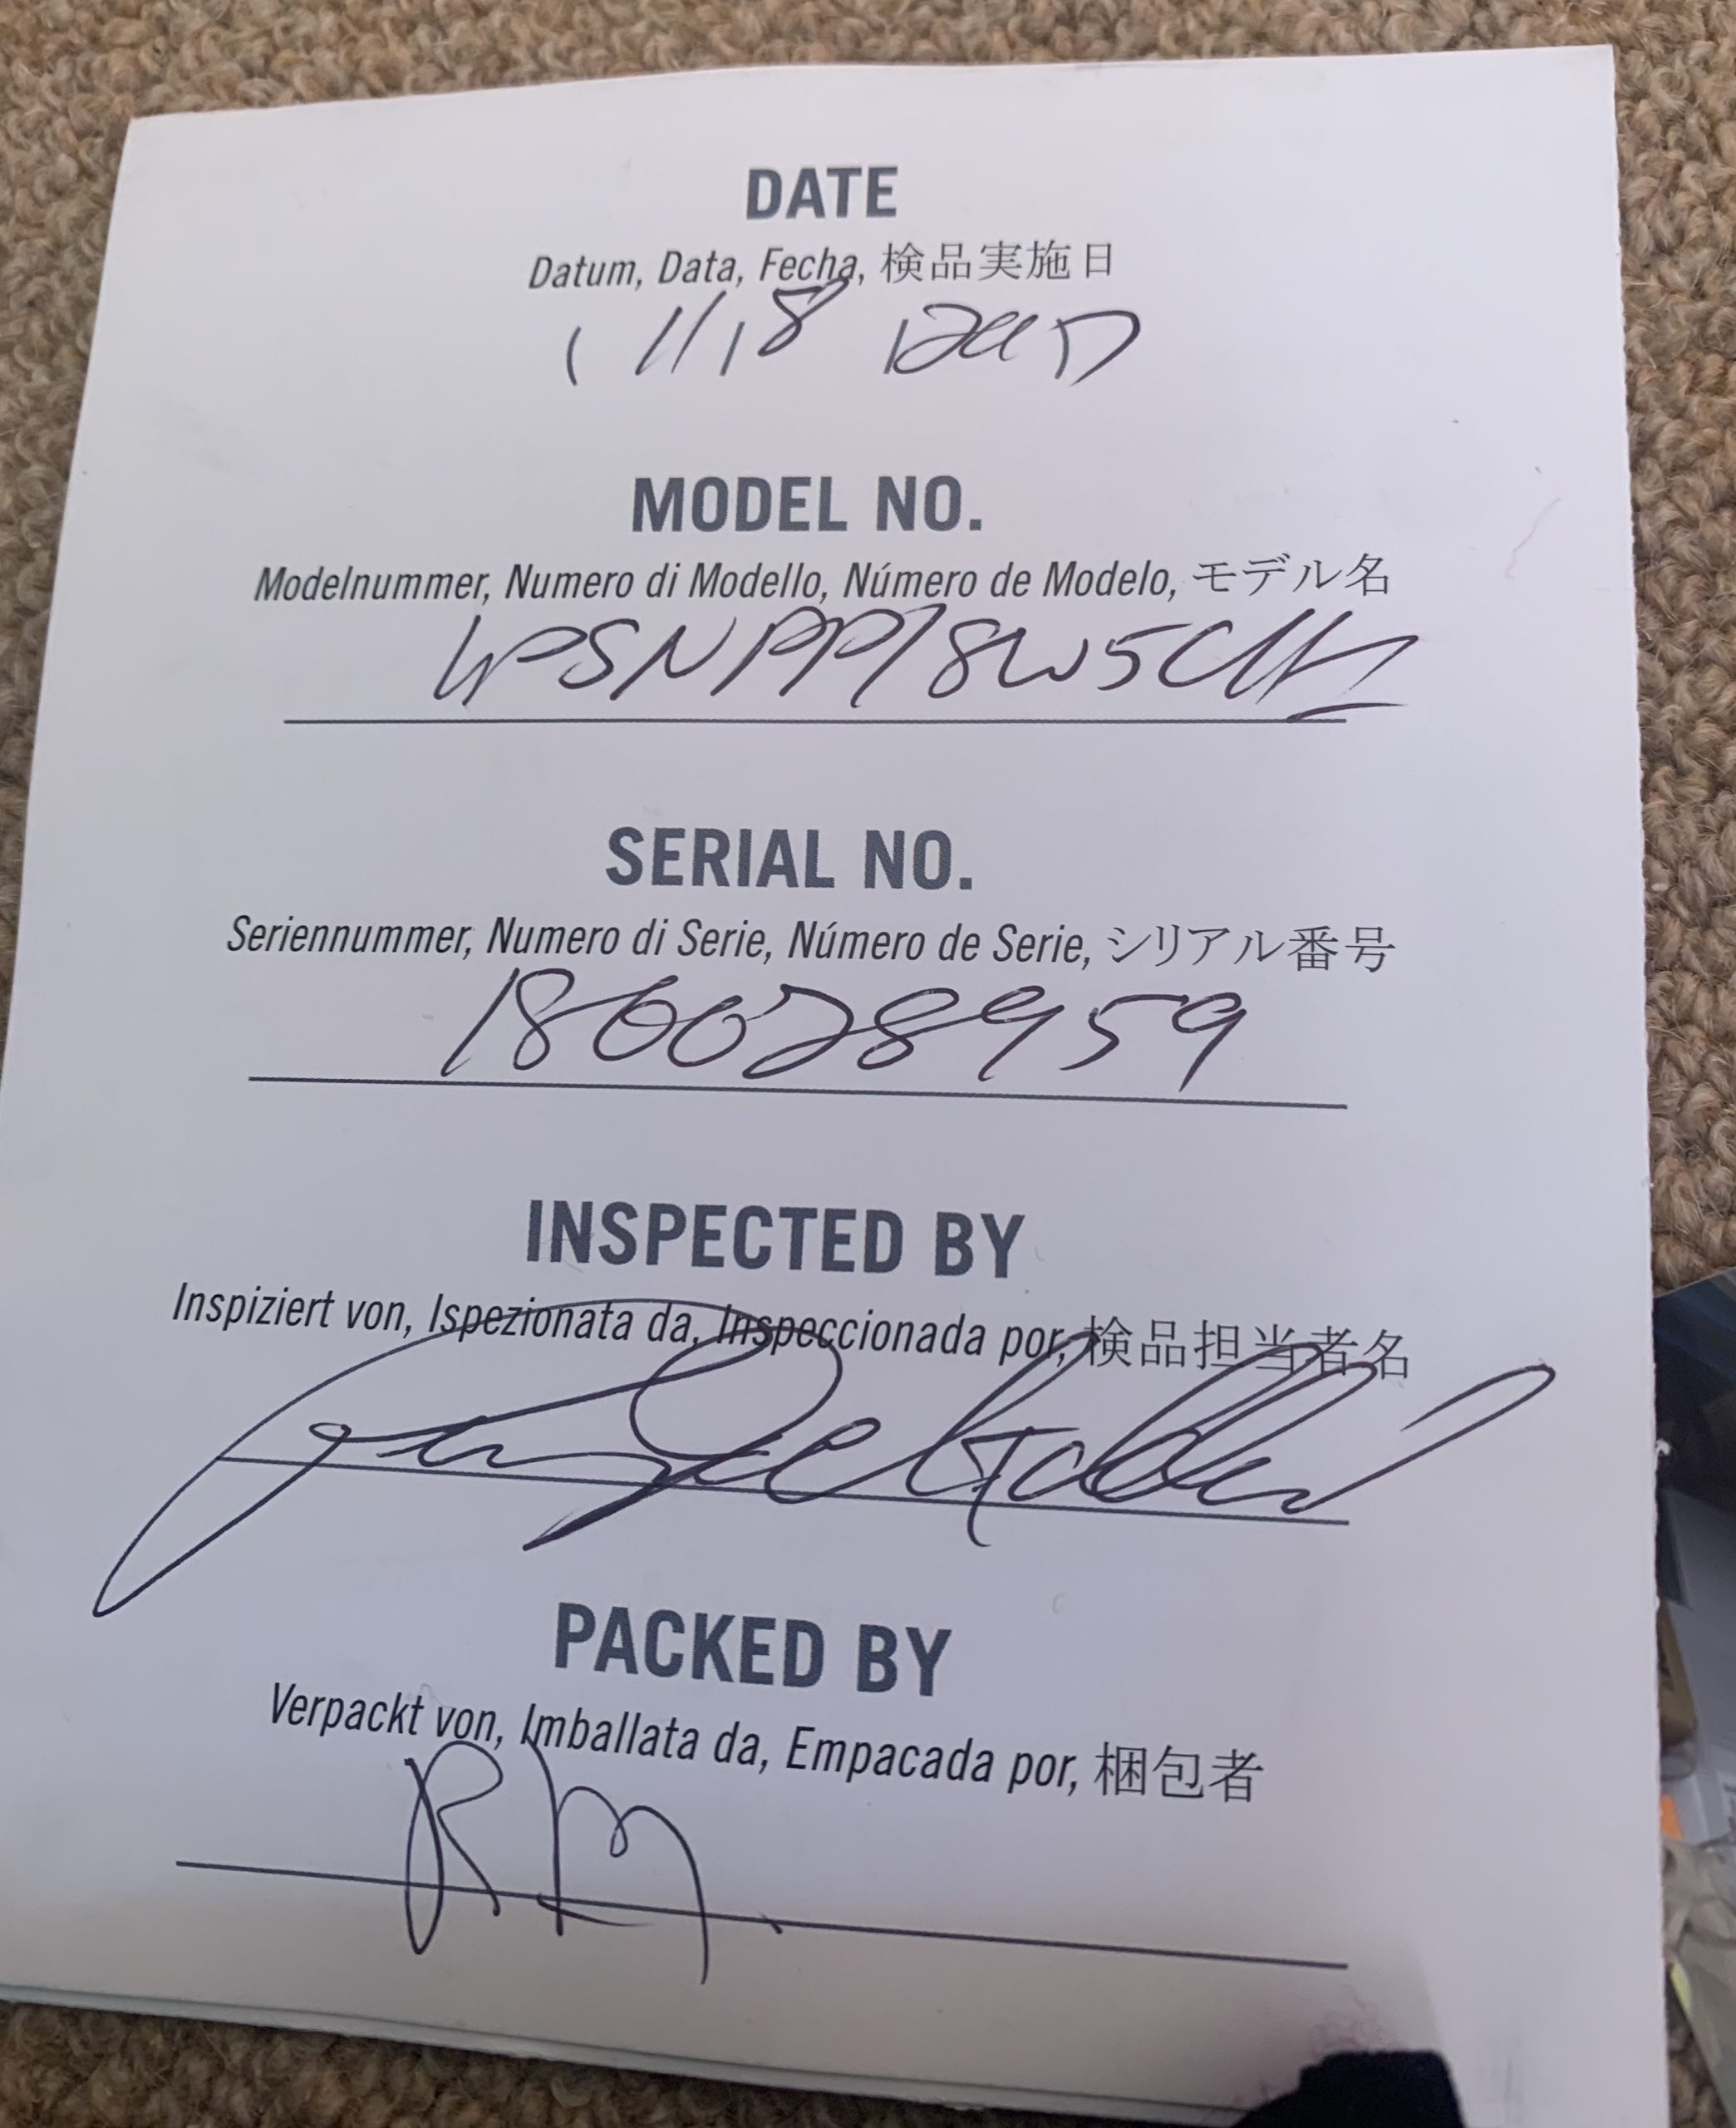 DATE
Datum, Data, Fecha, 検品実施日
MODEL NO.
Modelnummer, Numero di Modello, Número de Modelo, モデル名
LPSNPP18W5CH1
SERIAL NO.
Seriennummer, Numero di Serie, Número de Serie, シリアル番号
180028959
INSPECTED BY
Inspiziert von, Ispezionata da, Inspeccionada por, 検品担当者名
PACKED BY
Verpackt von, Imballata da, Empacada por, 梱包者
RM.